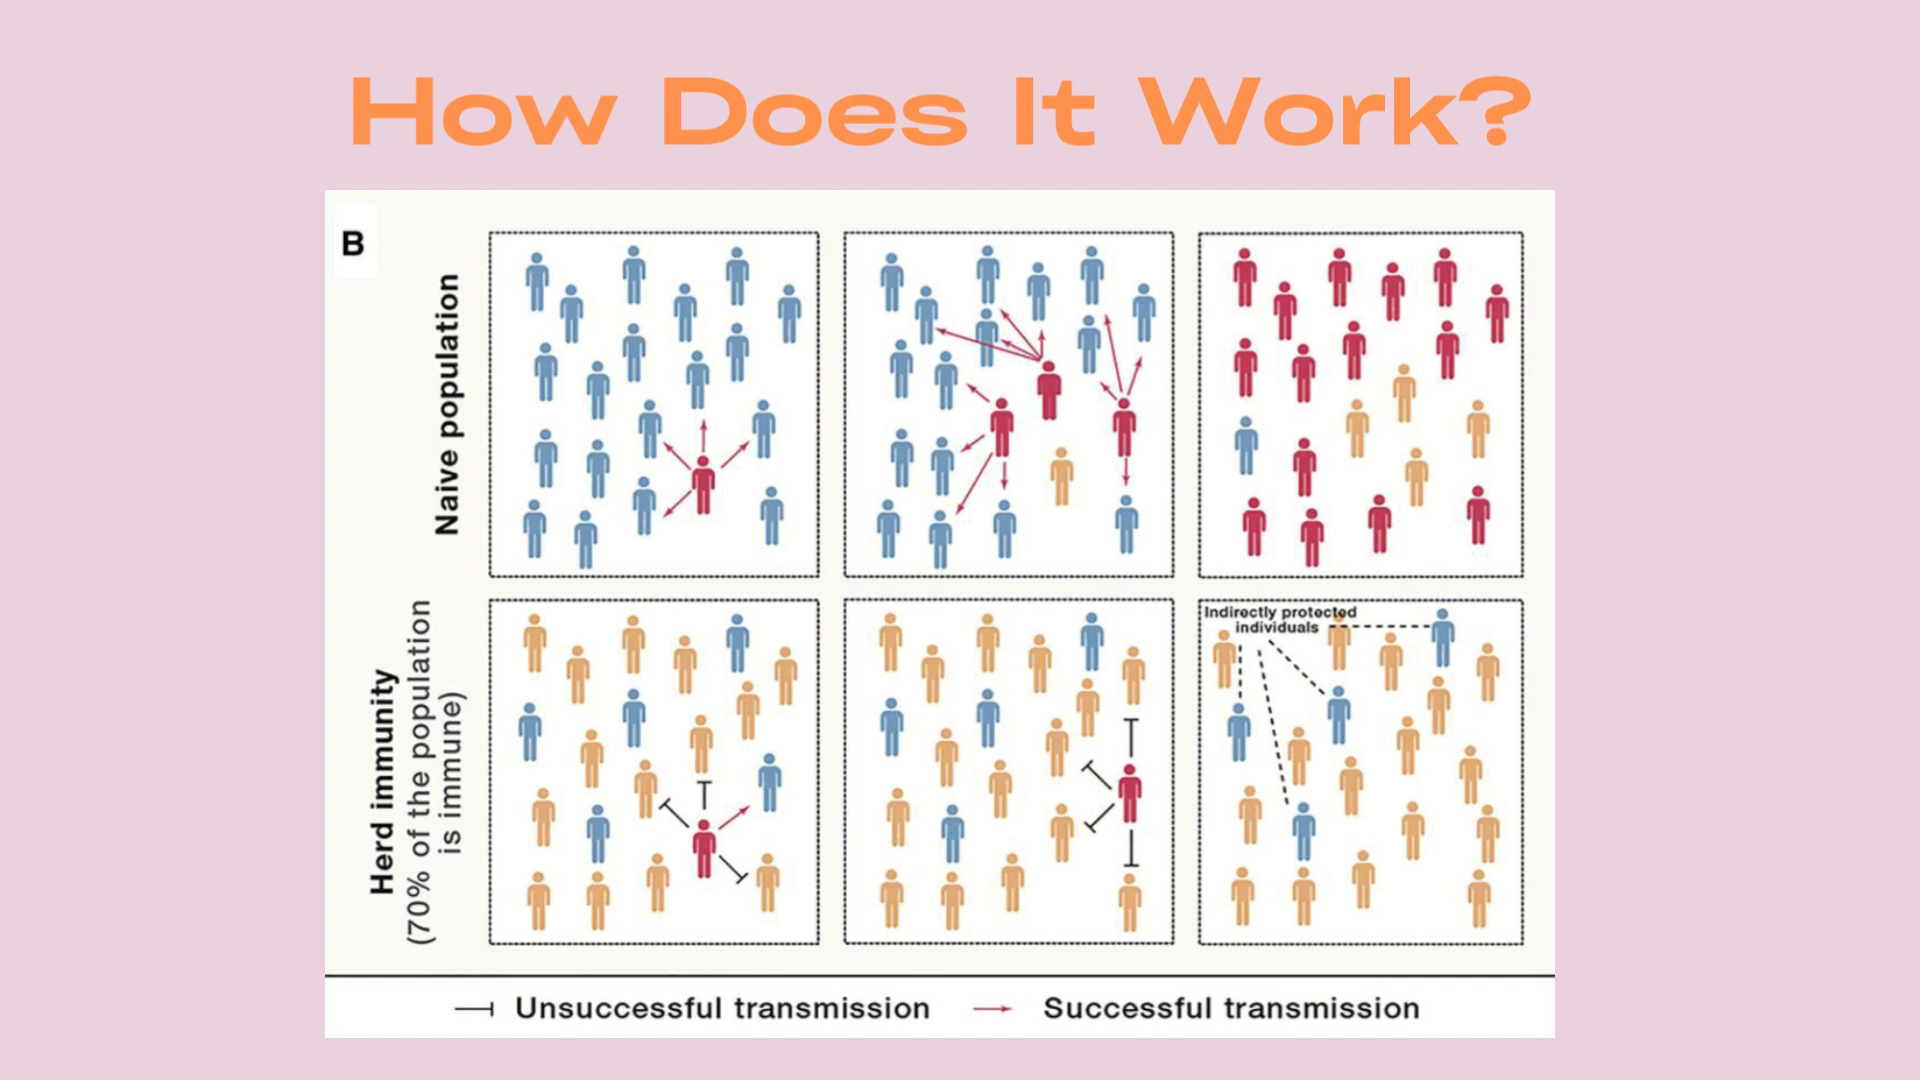 How Does It Work?
B
Naive population
Herd immunity
(70% of the population
is immune)
Indirectly protected
individuals
Unsuccessful transmission
Successful transmission